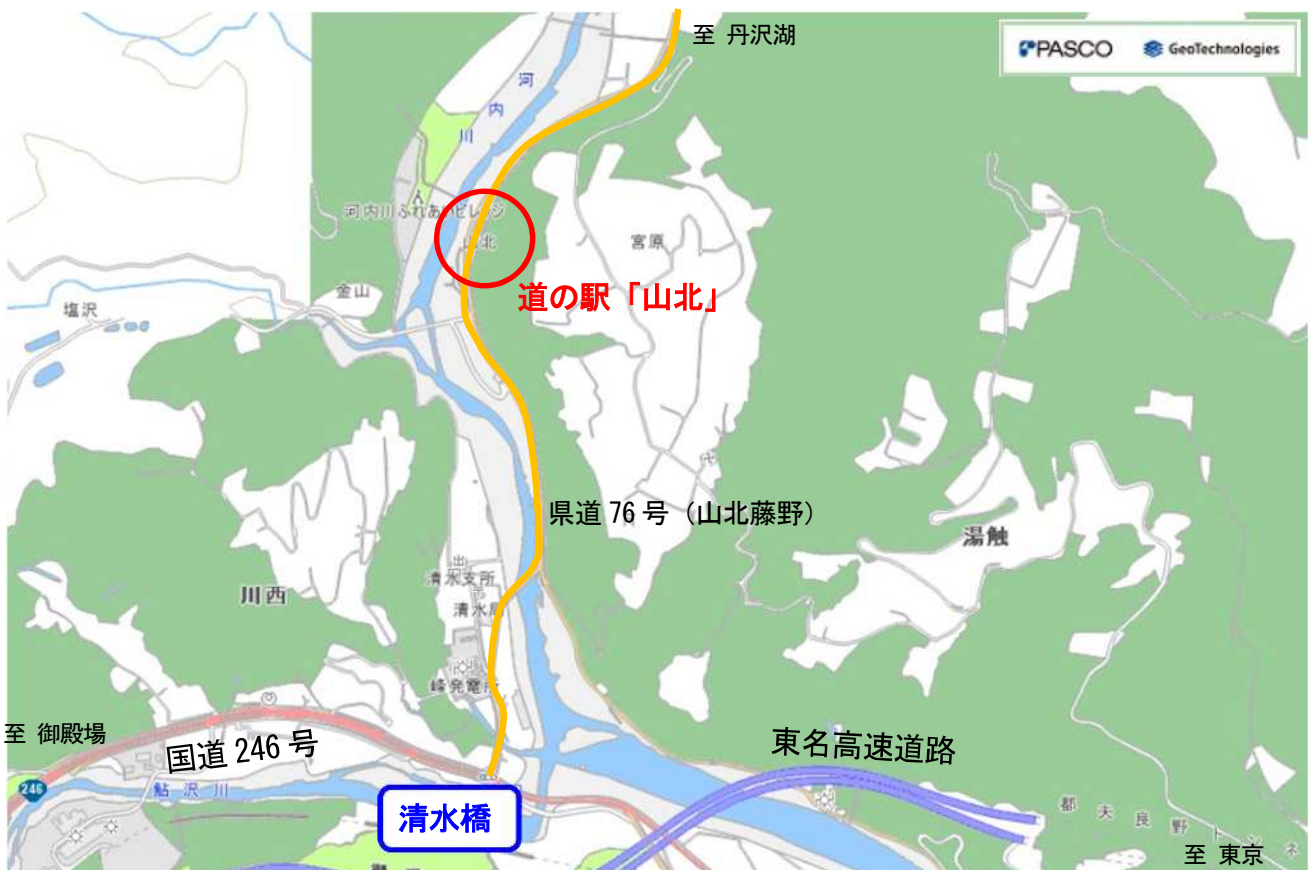 至 丹沢湖
PASCO
GeoTechnologies
河内川
河内川ふれあいビレッジ
山北
宮原
道の駅「山北」
金山
塩沢
県道 76 号（山北藤野）
湯触
清水支所
川西
清水局
峰発電所
至 御殿場
国道 246 号
東名高速道路
246
鮎沢川
清水橋
都夫良野トンネ
至 東京